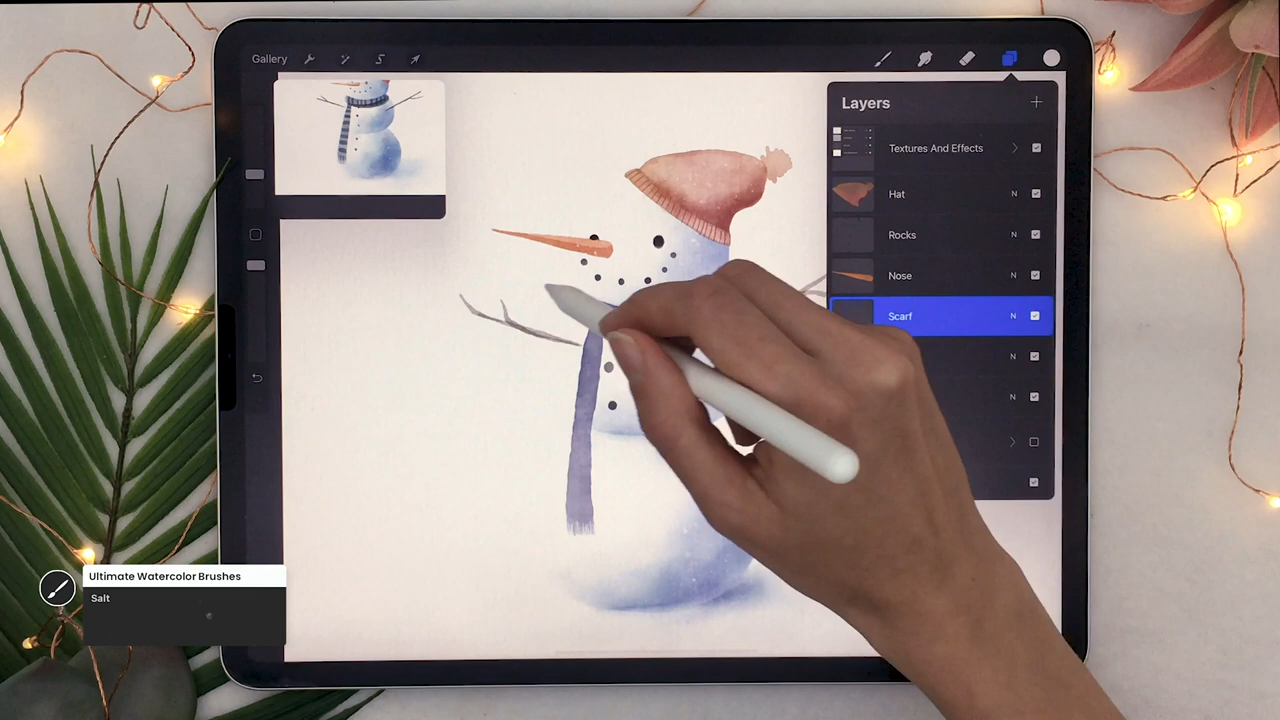 Gallery
Layers
Textures And Effects
Hat N
Rocks N
Nose N
Scarf N
N
N
Ultimate Watercolor Brushes
Salt